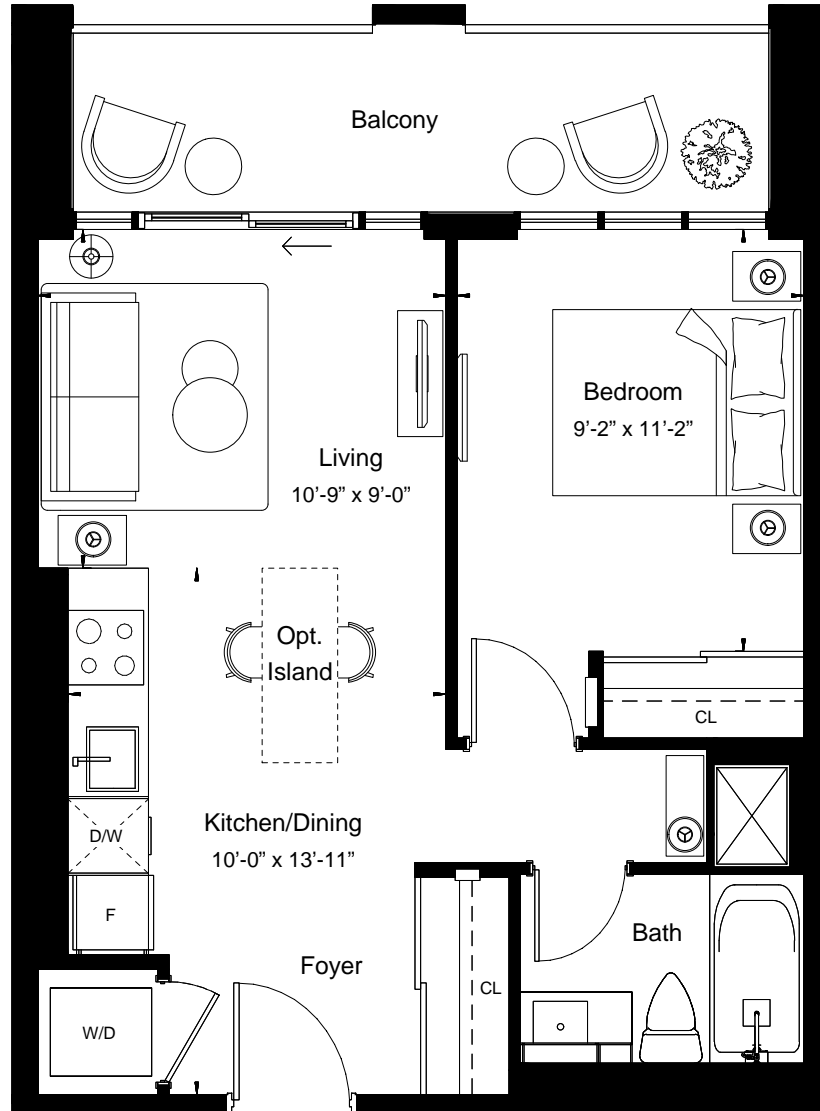 Balcony
Bedroom
9’-2” x 11’-2”
Living
10’-9” x 9’-0”
Opt.
Island
CL
Kitchen/Dining
10’-0” x 13’-11”
D/W
F
Foyer
Bath
CL
W/D